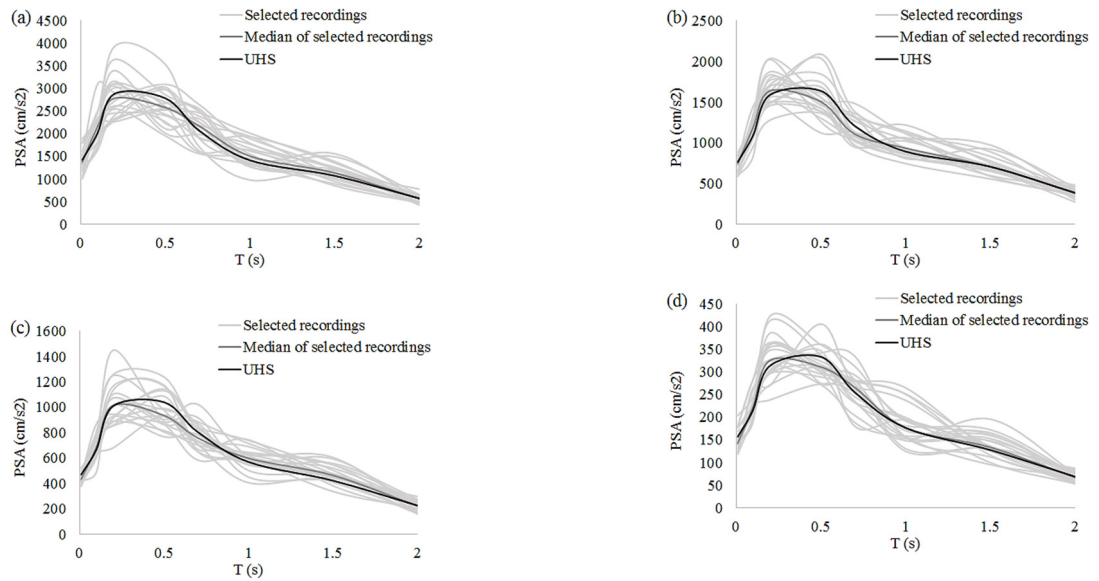 (a)
4500
4000
3500
3000
2500
2000
1500
1000
500
0
PSA (cm/s2)
0 0.5 1 1.5 2
T (s)
Selected recordings
Median of selected recordings
UHS
(b)
2500
2000
1500
1000
500
0
PSA (cm/s2)
0 0.5 1 1.5 2
T (s)
Selected recordings
Median of selected recordings
UHS
(c)
1600
1400
1200
1000
800
600
400
200
0
PSA (cm/s2)
0 0.5 1 1.5 2
T (s)
Selected recordings
Median of selected recordings
UHS
(d)
450
400
350
300
250
200
150
100
50
0
PSA (cm/s2)
0 0.5 1 1.5 2
T (s)
Selected recordings
Median of selected recordings
UHS